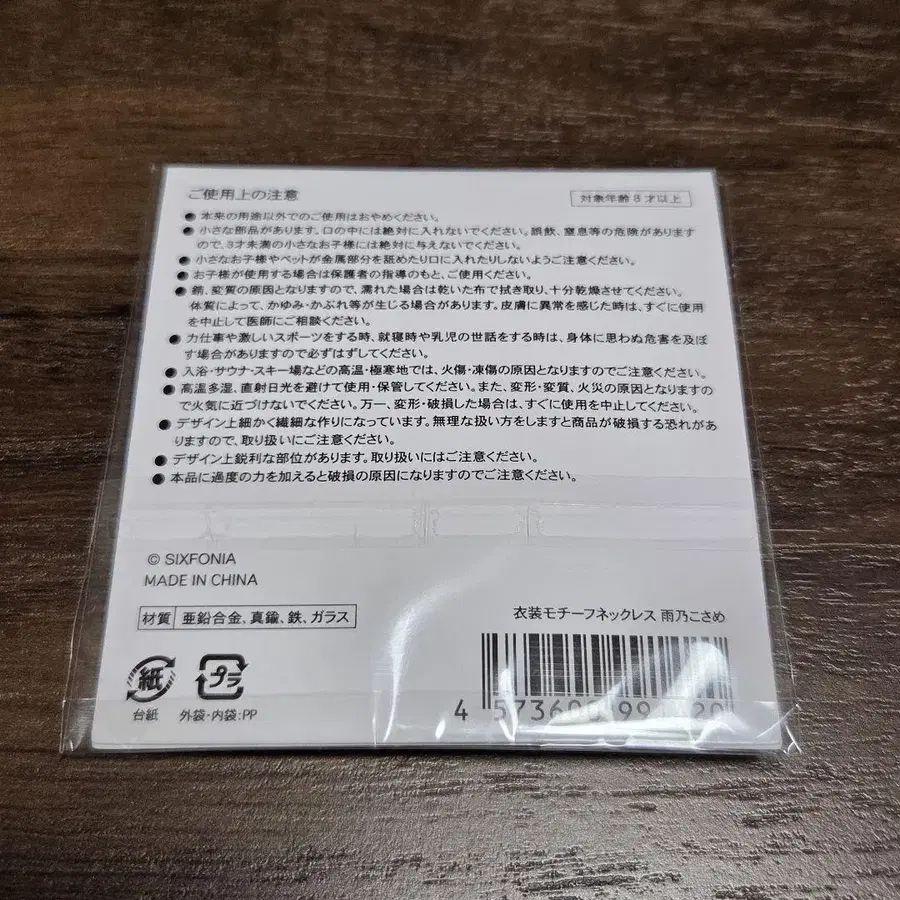 ご使用上の注意
対象年齢8才以上
●本来の用途以外でのご使用はおやめください。
●小さな部品があります。口の中には絶対に入れないでください。誤飲、窒息等の危険があります
ので、3才未満の小さなお子様には絶対に与えないでください。
●小さなお子様やペットが金属部分を舐めたり口に入れたりしないようご注意ください。
●お子様が使用する場合は保護者の指導のもと、ご使用ください。
●錆、変質の原因となりますので、濡れた場合は乾いた布で拭き取り、十分乾燥させてください。
体質によって、かゆみ・かぶれ等が生じる場合があります。皮膚に異常を感じた時は、すぐに使用
を中止して医師にご相談ください。
●力仕事や激しいスポーツをする時、就寝時や乳児の世話をする時は、身体に思わぬ危害を及ぼ
す場合がありますので必ずはずしてください。
●入浴・サウナ・スキー場などの高温・極寒地では、火傷・凍傷の原因となりますのでご注意ください。
●高温多湿、直射日光を避けて使用・保管してください。また、変形・変質、火災の原因となりますの
で火気に近づけないでください。万一、変形・破損した場合は、すぐに使用を中止してください。
●デザイン上細かく繊細な作りになっています。無理な扱い方をしますと商品が破損する恐れがあ
りますので、取り扱いにご注意ください。
●デザイン上鋭利な部位があります。取り扱いにはご注意ください。
●本品に過度の力を加えると破損の原因になりますのでご注意ください。
© SIXFONIA
MADE IN CHINA
材質 亜鉛合金、真鍮、鉄、ガラス
衣装モチーフネックレス 雨乃こさめ
紙
台紙
プラ
外袋・内袋:PP